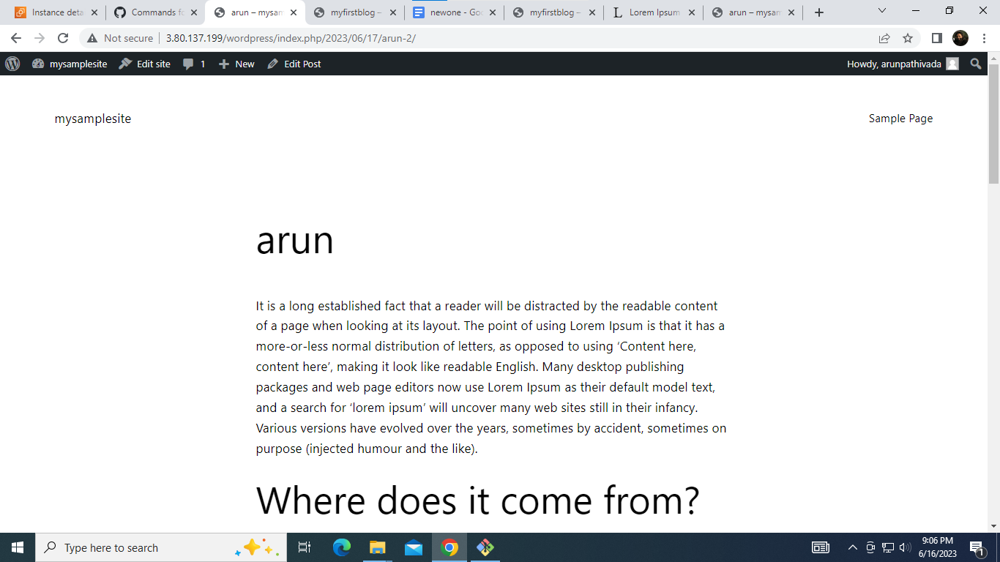 Instance deta
Commands fo
arun – mysam
myfirstblog –
newone - Goo
myfirstblog –
Lorem Ipsum
arun – mysam
Not secure
3.80.137.199/wordpress/index.php/2023/06/17/arun-2/
mysamplesite
Edit site
1
New
Edit Post
Howdy, arunpathivada
mysamplesite
Sample Page
arun
It is a long established fact that a reader will be distracted by the readable content
of a page when looking at its layout. The point of using Lorem Ipsum is that it has a
more-or-less normal distribution of letters, as opposed to using ‘Content here,
content here’, making it look like readable English. Many desktop publishing
packages and web page editors now use Lorem Ipsum as their default model text,
and a search for ‘lorem ipsum’ will uncover many web sites still in their infancy.
Various versions have evolved over the years, sometimes by accident, sometimes on
purpose (injected humour and the like).
Where does it come from?
Type here to search
9:06 PM
6/16/2023
1